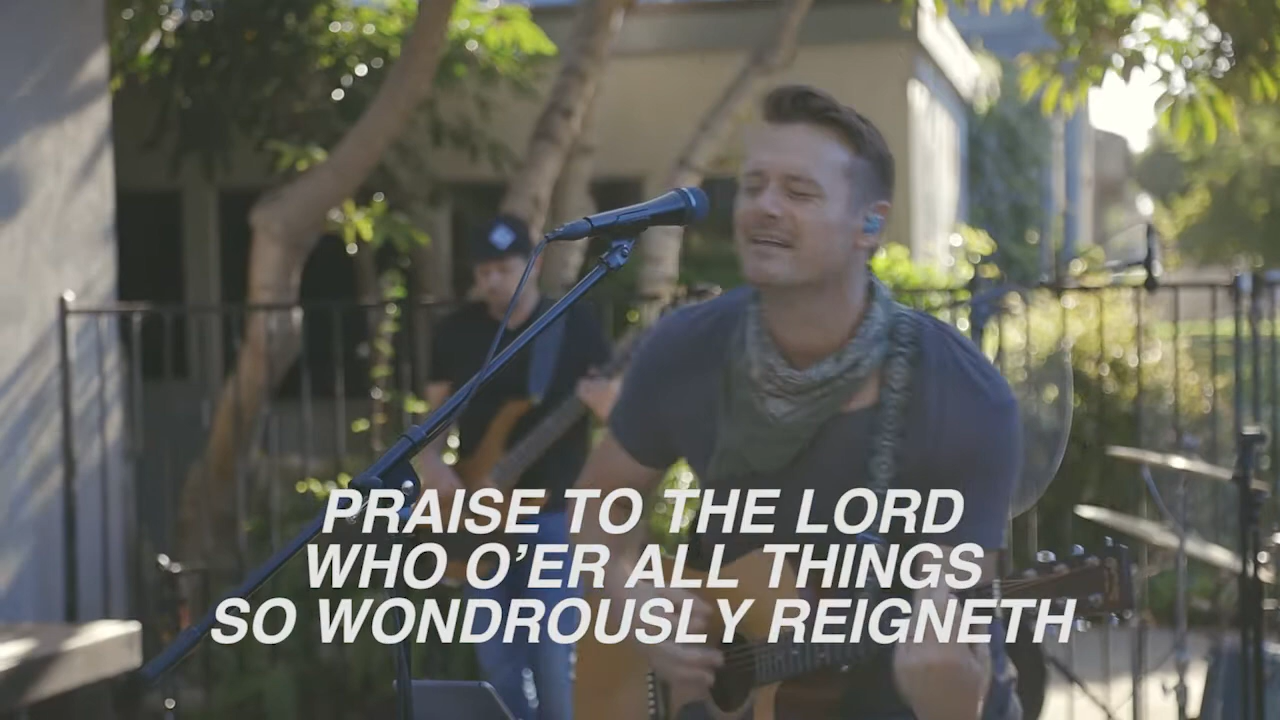 PRAISE TO THE LORD
WHO O’ER ALL THINGS
SO WONDROUSLY REIGNETH